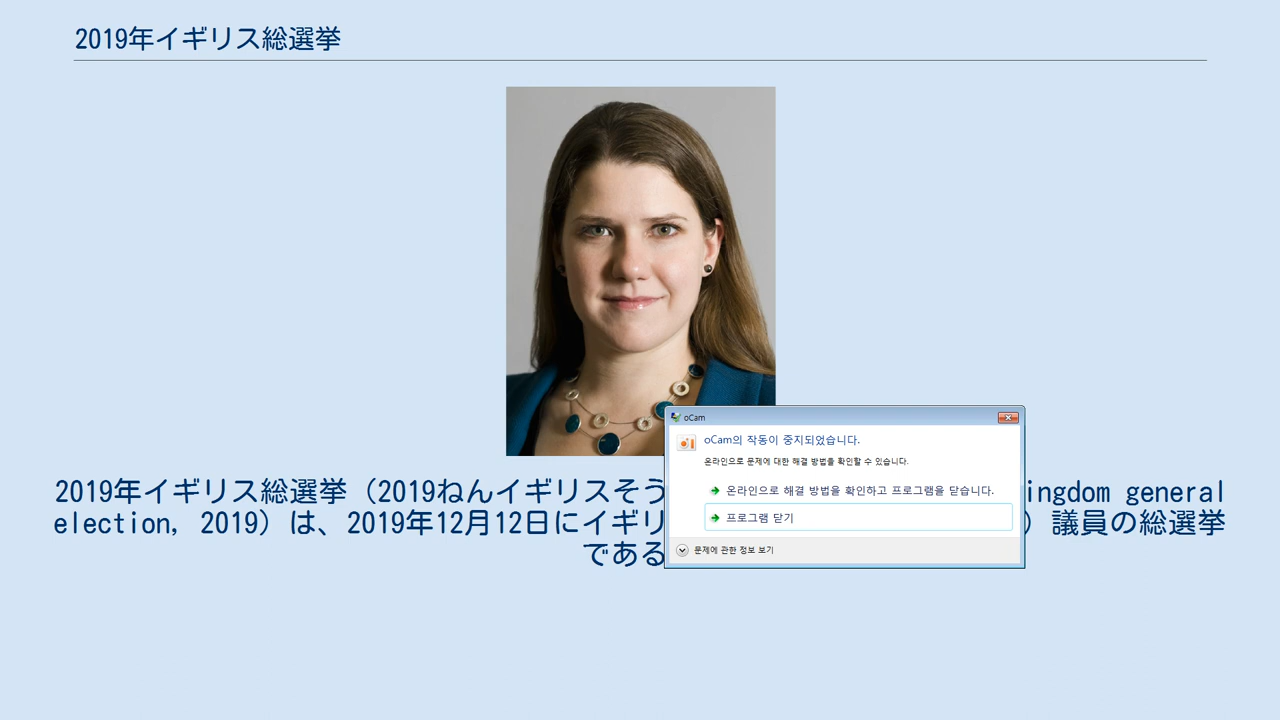 2019年イギリス総選挙
oCam
oCam의 작동이 중지되었습니다.
온라인으로 문제에 대한 해결 방법을 확인할 수 있습니다.
온라인으로 해결 방법을 확인하고 프로그램을 닫습니다.
프로그램 닫기
문제에 관한 정보 보기
2019年イギリス総選挙（2019ねんイギリスそう ingdom general
election, 2019）は、2019年12月12日にイギリ ）議員の総選挙
である